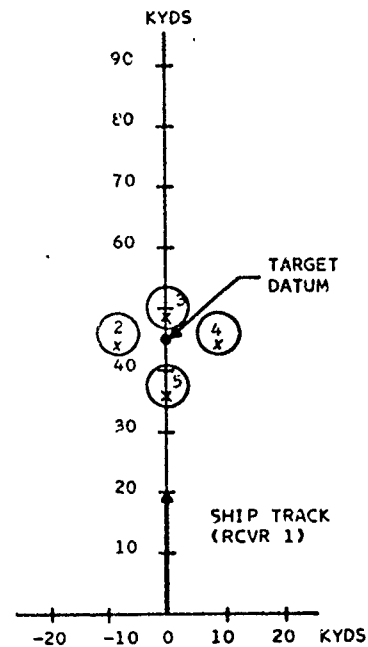 KYDS
90
80
70
60
TARGET
DATUM
3
2
x
x
4
x
40
5
x
30
20
SHIP TRACK
(RCVR 1)
10
-20 -10 0 10 20 KYDS